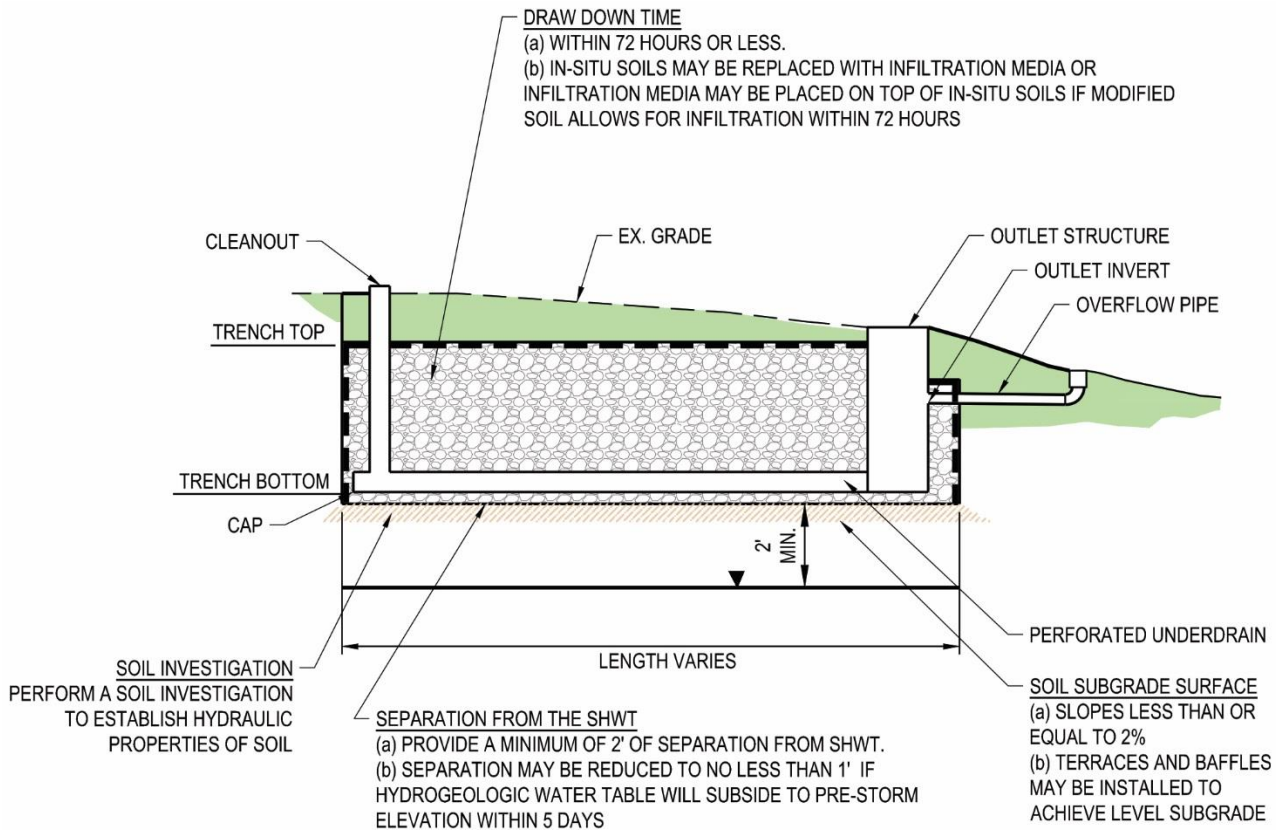 DRAW DOWN TIME
(a) WITHIN 72 HOURS OR LESS.
(b) IN-SITU SOILS MAY BE REPLACED WITH INFILTRATION MEDIA OR
INFILTRATION MEDIA MAY BE PLACED ON TOP OF IN-SITU SOILS IF MODIFIED
SOIL ALLOWS FOR INFILTRATION WITHIN 72 HOURS
CLEANOUT
EX. GRADE
OUTLET STRUCTURE
OUTLET INVERT
OVERFLOW PIPE
TRENCH TOP
TRENCH BOTTOM
CAP
2'
MIN.
LENGTH VARIES
PERFORATED UNDERDRAIN
SOIL INVESTIGATION
PERFORM A SOIL INVESTIGATION
TO ESTABLISH HYDRAULIC
PROPERTIES OF SOIL
SEPARATION FROM THE SHWT
(a) PROVIDE A MINIMUM OF 2' OF SEPARATION FROM SHWT.
(b) SEPARATION MAY BE REDUCED TO NO LESS THAN 1' IF
HYDROGEOLOGIC WATER TABLE WILL SUBSIDE TO PRE-STORM
ELEVATION WITHIN 5 DAYS
SOIL SUBGRADE SURFACE
(a) SLOPES LESS THAN OR
EQUAL TO 2%
(b) TERRACES AND BAFFLES
MAY BE INSTALLED TO
ACHIEVE LEVEL SUBGRADE